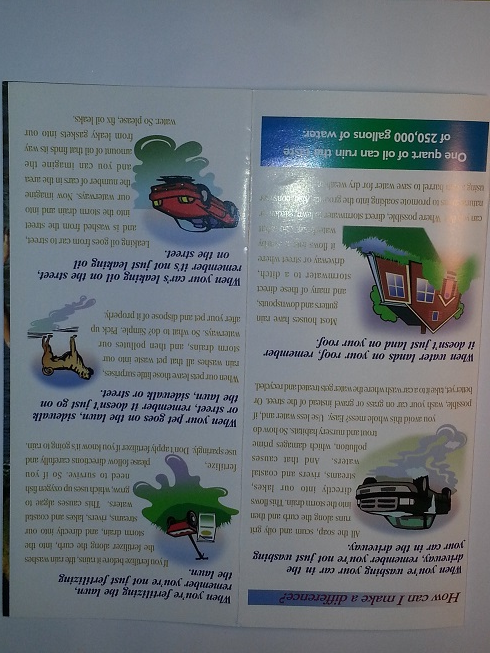 How can I make a difference?
When you're washing your car in the
driveway, remember you're not just washing
your car in the driveway.
All the soap, scum and oily grit
runs along the curb and then
into the storm drain. This flows
directly into our lakes,
streams, rivers and coastal
waters. And that causes
pollution, which damages prime
trout and nursery habitats. So how do
you avoid this whole mess? Easy. Use less water and, if
possible, wash your car on grass or gravel instead of the street. Or
better yet, take it to a car wash where the water gets treated and recycled.
When water lands on your roof, remember
it doesn't just land on your roof.
Most houses have rain
gutters and downspouts,
and many of these direct
stormwater to a ditch,
driveway or street where
it flows
Where possible, direct stormwater
to promote soaking into the
barrel to save water for dry
One quart of oil can ruin the taste
of 250,000 gallons of water.
When you're fertilizing the lawn,
remember you're not just fertilizing
the lawn.
If you fertilize before it rains, the rain washes
the fertilizer along the curb, into the
storm drain, and directly into our
streams, rivers, lakes and coastal
waters. This causes algae to
grow, which uses up oxygen fish
need to survive. So if you
fertilize,
please follow directions carefully and
use sparingly. Don't apply fertilizer if you know it's going to rain.
When your pet goes on the lawn, sidewalk
or street, remember it doesn't just go on
the lawn, sidewalk or street.
When our pets leave those little surprises,
rain washes all that pet waste into our
storm drains, and then pollutes our
waterways. So what to do? Simple. Pick up
after your pet and dispose of it properly.
When your car's leaking oil on the street,
remember it's not just leaking oil
on the street.
Leaking oil goes from car to street,
and is washed from the street
into the storm drain and into
our waterways. Now imagine
the number of cars in the area
and you can imagine the
amount of oil that finds its way
from leaky gaskets into our
water. So please, fix oil leaks.